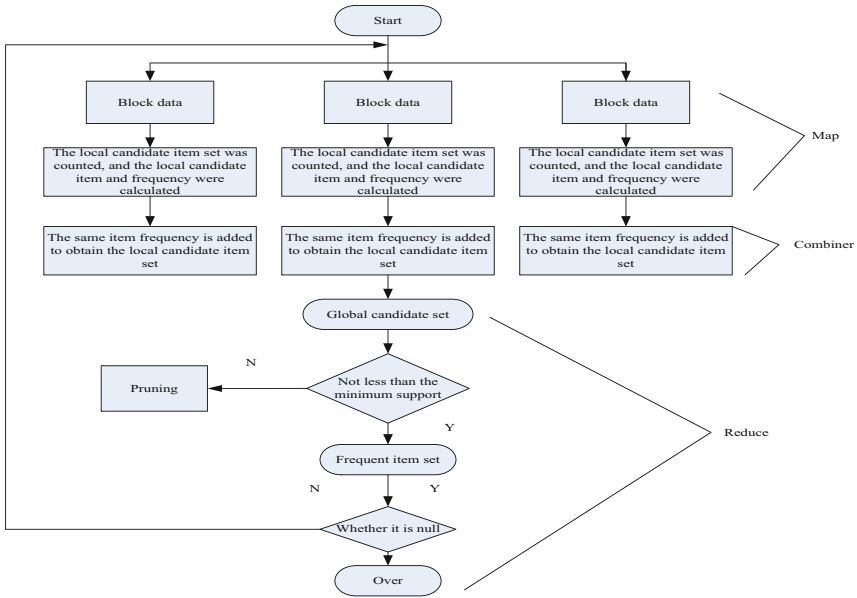 Start
Block data
Block data
Block data
Map
The local candidate item set was
counted, and the local candidate
item and frequency were
calculated
The local candidate item set was
counted, and the local candidate
item and frequency were
calculated
The local candidate item set was
counted, and the local candidate
item and frequency were
calculated
The same item frequency is added
to obtain the local candidate item
set
The same item frequency is added
to obtain the local candidate item
set
The same item frequency is added
to obtain the local candidate item
set
Combiner
Global candidate set
N
Pruning
Not less than the
minimum support
Y
Reduce
Frequent item set
N
Y
Whether it is null
Over